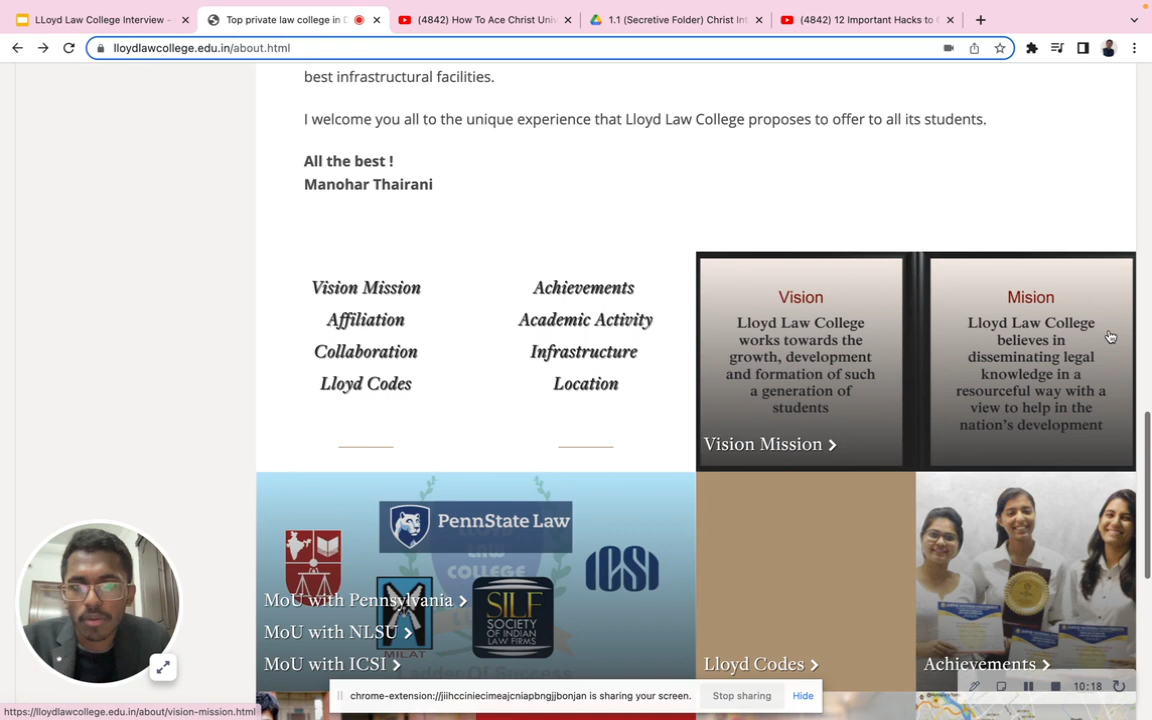 LLoyd Law College Interview -
Top private law college in D
(4842) How To Ace Christ Univ
1.1 (Secretive Folder) Christ Int
(4842) 12 Important Hacks to
lloydlawcollege.edu.in/about.html
best infrastructural facilities.
I welcome you all to the unique experience that Lloyd Law College proposes to offer to all its students.
All the best !
Manohar Thairani
Vision Mission
Affiliation
Collaboration
Lloyd Codes
Achievements
Academic Activity
Infrastructure
Location
Vision
Lloyd Law College
works towards the
growth, development
and formation of such
a generation of
students
Mision
Lloyd Law College
believes in
disseminating legal
knowledge in a
resourceful way with a
view to help in the
nation's development
Vision Mission
PennState Law
LAW
COLLEGE
ICSI
SILF
SOCIETY
OF INDIAN
LAW FIRMS
MILAT
Ladder Of Success
MoU with Pennsylvania
MoU with NLSU
MoU with ICSI
Lloyd Codes
Achievements
chrome-extension://jiihcciniecimeajcniapbngjjbonjan is sharing your screen.
Stop sharing
Hide
10:18
https://lloydlawcollege.edu.in/about/vision-mission.html